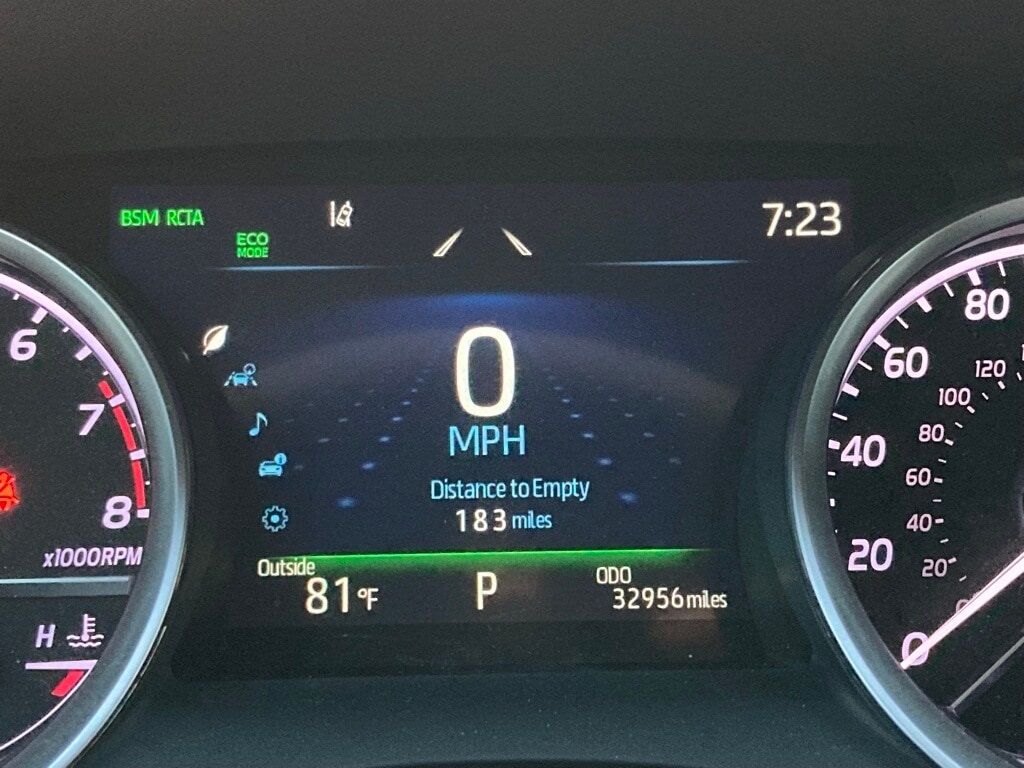 BSM RCTA
7:23
ECO
MODE
0
MPH
Distance to Empty
183 miles
Outside
81°F
P
ODO
32956 miles
6
7
8
x1000RPM
H
80
60
40
20
0
120
100
80
60
40
20